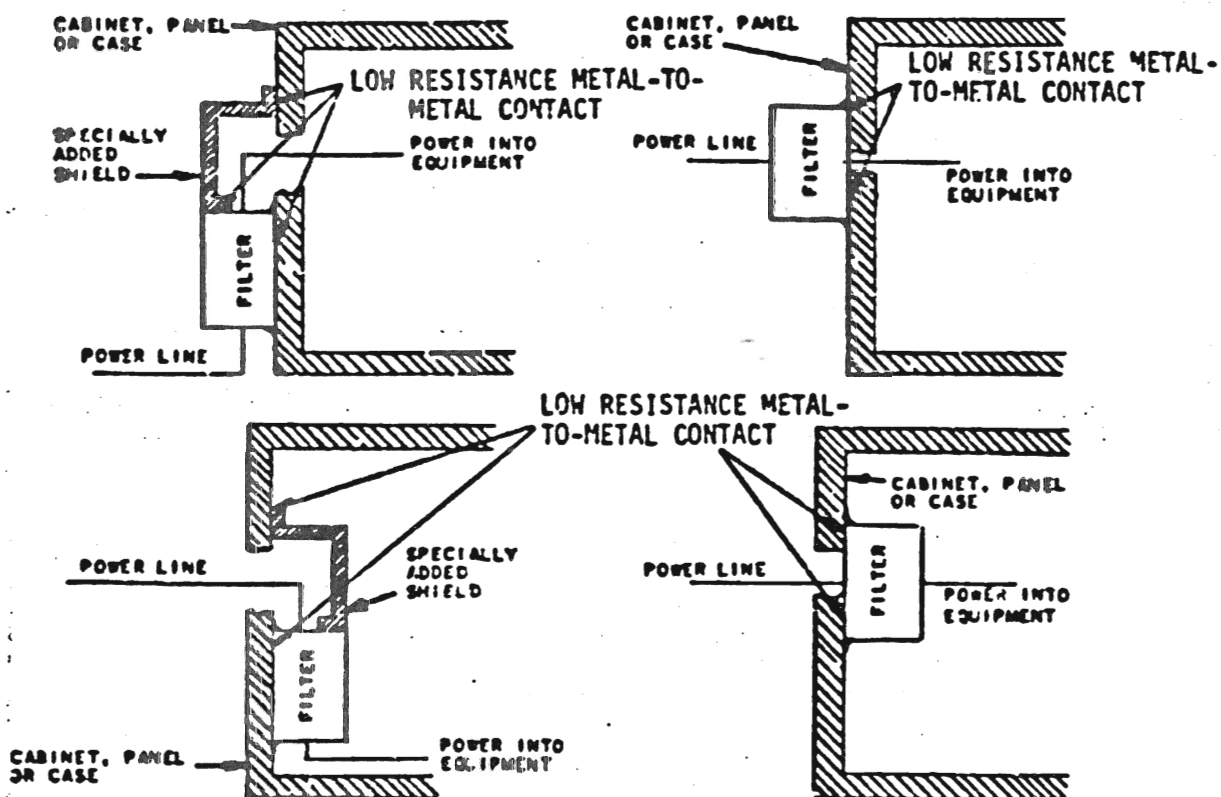 CABINET, PANEL
OR CASE
LOW RESISTANCE METAL-TO-
METAL CONTACT
SPECIALLY
ADDED
SHIELD
POWER INTO
EQUIPMENT
FILTER
POWER LINE
CABINET, PANEL
OR CASE
LOW RESISTANCE METAL-
TO-METAL CONTACT
POWER LINE
FILTER
POWER INTO
EQUIPMENT
LOW RESISTANCE METAL-
TO-METAL CONTACT
POWER LINE
SPECIALLY
ADDED
SHIELD
FILTER
POWER INTO
EQUIPMENT
CABINET, PANEL
OR CASE
CABINET, PANEL
OR CASE
POWER LINE
FILTER
POWER INTO
EQUIPMENT